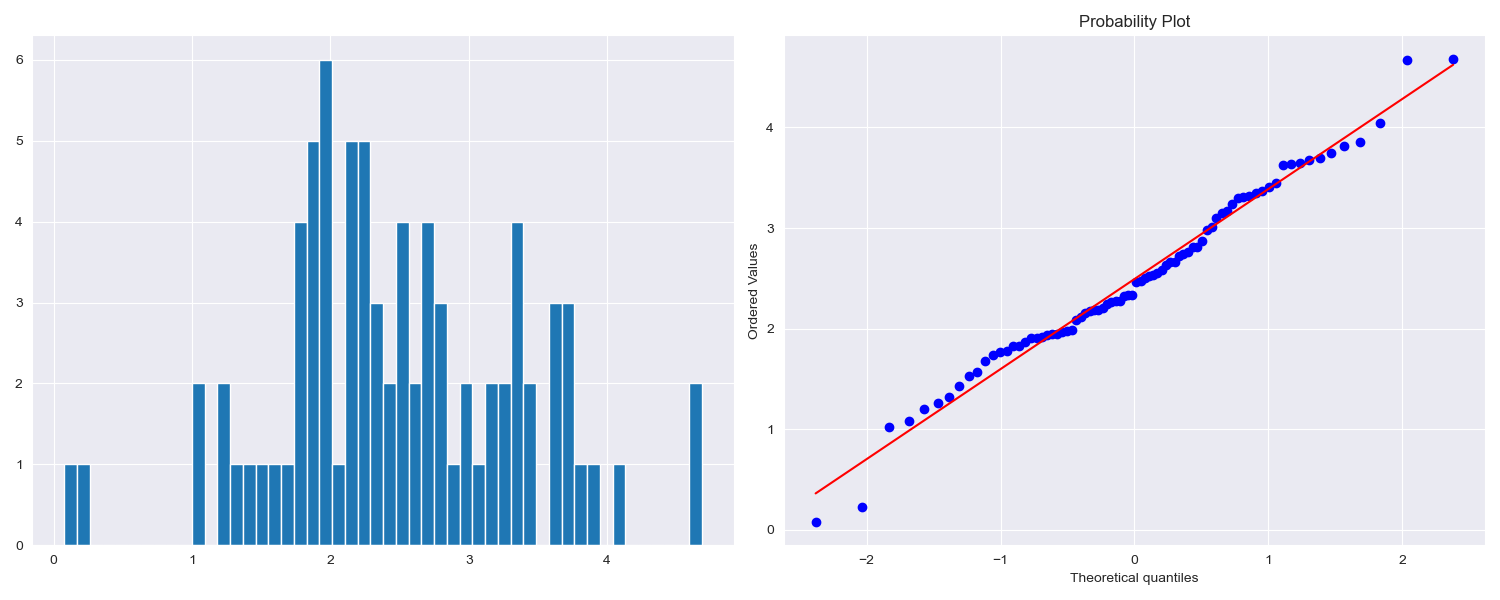 6
5
4
3
2
1
0
0 1 2 3 4
Probability Plot
Ordered Values
4
3
2
1
0
−2 −1 0 1 2
Theoretical quantiles